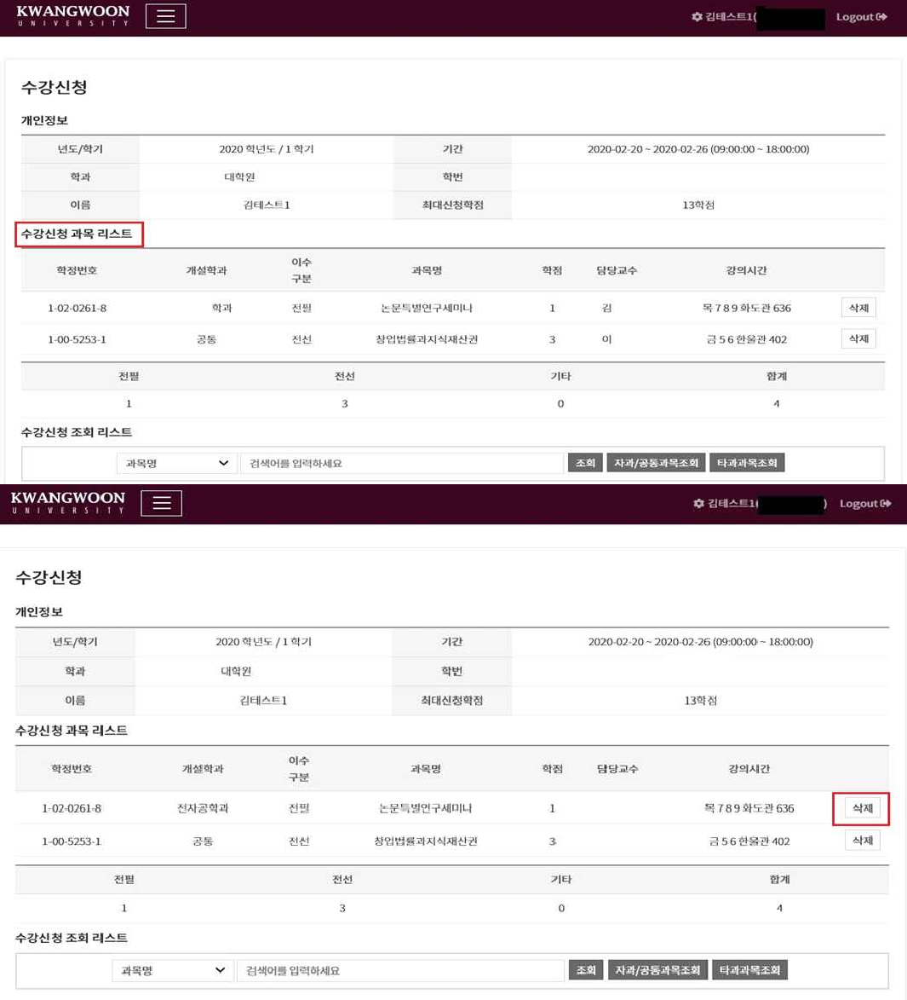 KWANGWOON
UNIVERSITY
김테스트1(
Logout
수강신청
개인정보
년도/학기 2020 학년도 / 1 학기 기간 2020-02-20 ~ 2020-02-26 (09:00:00 ~ 18:00:00)
학과 대학원 학번
이름 김테스트1 최대신청학점 13학점
수강신청 과목 리스트
학정번호 개설학과 이수 구분 과목명 학점 담당교수 강의시간
1-02-0261-8 학과 전필 논문특별연구세미나 1 김 목 7 8 9 화도관 636 삭제
1-00-5253-1 공통 전선 창업법률과지식재산권 3 이 금 5 6 한울관 402 삭제
전필 전선 기타 합계
1 3 0 4
수강신청 조회 리스트
과목명 검색어를 입력하세요 조회 자과/공통과목조회 타과과목조회
KWANGWOON
UNIVERSITY
김테스트1( )
Logout
수강신청
개인정보
년도/학기 2020 학년도 / 1 학기 기간 2020-02-20 ~ 2020-02-26 (09:00:00 ~ 18:00:00)
학과 대학원 학번
이름 김테스트1 최대신청학점 13학점
수강신청 과목 리스트
학정번호 개설학과 이수 구분 과목명 학점 담당교수 강의시간
1-02-0261-8 전자공학과 전필 논문특별연구세미나 1 목 7 8 9 화도관 636 삭제
1-00-5253-1 공통 전선 창업법률과지식재산권 3 금 5 6 한울관 402 삭제
전필 전선 기타 합계
1 3 0 4
수강신청 조회 리스트
과목명 검색어를 입력하세요 조회 자과/공통과목조회 타과과목조회